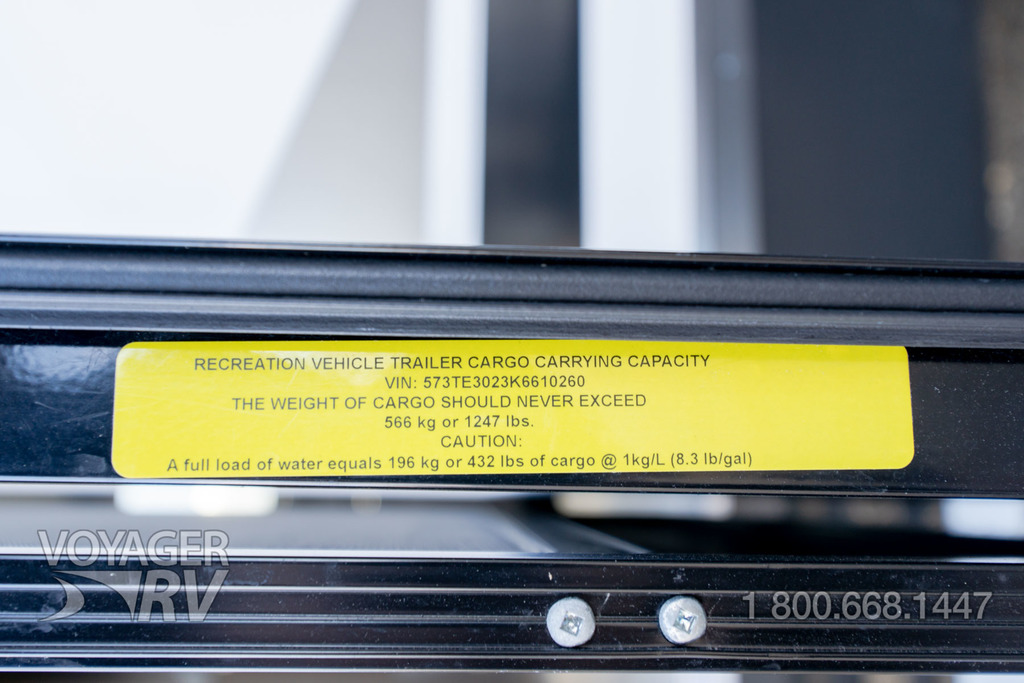 RECREATION VEHICLE TRAILER CARGO CARRYING CAPACITY
VIN: 573TE3023K6610260
THE WEIGHT OF CARGO SHOULD NEVER EXCEED
566 kg or 1247 lbs.
CAUTION:
A full load of water equals 196 kg or 432 lbs of cargo @ 1kg/L (8.3 lb/gal)
VOYAGER
RV
1 800.668.1447